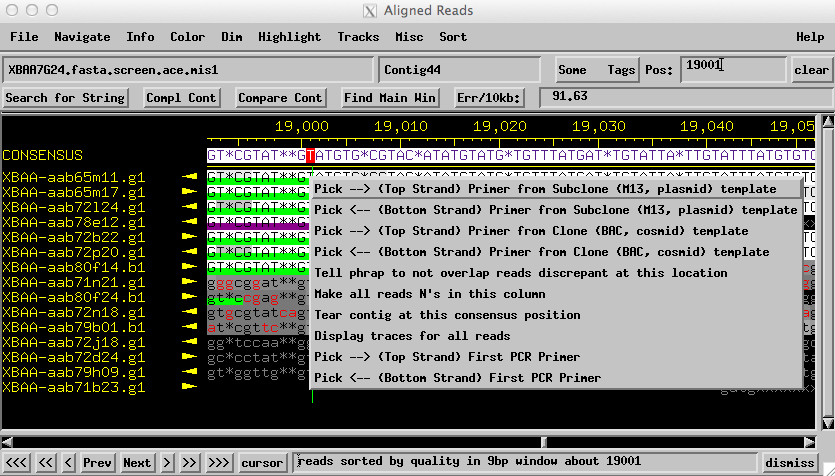 Aligned Reads
File Navigate Info Color Dim Highlight Tracks Misc Sort Help
XBAA7G24.fasta.screen.ace.mis1 Contig44 Some Tags Pos: 19001 clear
Search for String Compl Cont Compare Cont Find Main Win Err/10kb: 91.63
19,000 19,010 19,020 19,030 19,040 19,05
CONSENSUS GT*CGTAT**GTATGTG*CGTAC*ATATGTATG*TGTTTATGAT*TGTATTA*TTGTATTTATGTGTG
XBAA-aab65m11.g1 GT*CGTAT**G
XBAA-aab65m17.g1 GT*CGTAT**G
XBAA-aab72l24.g1 GT*CGTAT**G
XBAA-aab78e12.g1 GT*CGTAT**G
XBAA-aab72b22.g1 GT*CGTAT**G
XBAA-aab72p20.g1 GT*CGTAT**G
XBAA-aab80f14.b1 GT*CGTAT**G
XBAA-aab71n21.g1 gggcggat**g
XBAA-aab80f24.b1 gt*ccgag**g
XBAA-aab72n18.g1 gtgcgtatcag
XBAA-aab79b01.b1 at*cgttc**g
XBAA-aab72j18.g1 gg*tccaa**g
XBAA-aab72d24.g1 gc*cctat**g
XBAA-aab79h09.g1 gt*ggttg**g
XBAA-aab71b23.g1
Pick --> (Top Strand) Primer from Subclone (M13, plasmid) template
Pick <-- (Bottom Strand) Primer from Subclone (M13, plasmid) template
Pick --> (Top Strand) Primer from Clone (BAC, cosmid) template
Pick <-- (Bottom Strand) Primer from Clone (BAC, cosmid) template
Tell phrap to not overlap reads discrepant at this location
Make all reads N's in this column
Tear contig at this consensus position
Display traces for all reads
Pick --> (Top Strand) First PCR Primer
Pick <-- (Bottom Strand) First PCR Primer
<<< << < Prev Next > >> >>> cursor reads sorted by quality in 9bp window about 19001 dismiss